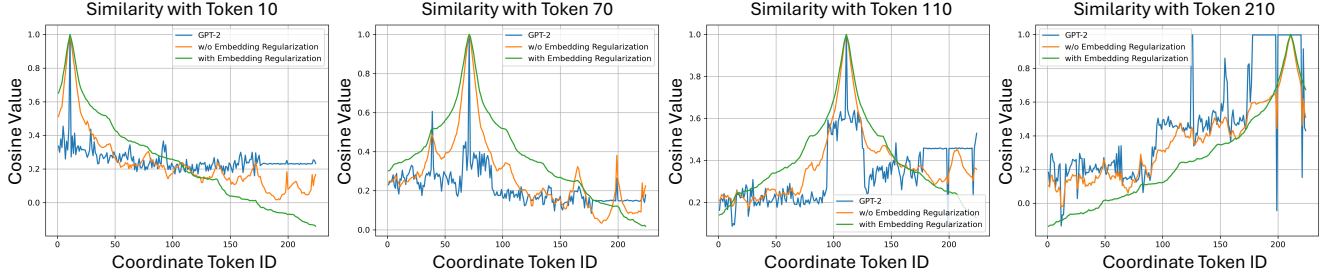 Similarity with Token 10
Cosine Value
1.0
0.8
0.6
0.4
0.2
0.0
GPT-2
w/o Embedding Regularization
with Embedding Regularization
0 50 100 150 200
Coordinate Token ID
Similarity with Token 70
Cosine Value
1.0
0.8
0.6
0.4
0.2
0.0
GPT-2
w/o Embedding Regularization
with Embedding Regularization
0 50 100 150 200
Coordinate Token ID
Similarity with Token 110
Cosine Value
1.0
0.8
0.6
0.4
0.2
GPT-2
w/o Embedding Regularization
with Embedding Regularization
0 50 100 150 200
Coordinate Token ID
Similarity with Token 210
Cosine Value
1.0
0.8
0.6
0.4
0.2
0.0
GPT-2
w/o Embedding Regularization
with Embedding Regularization
0 50 100 150 200
Coordinate Token ID